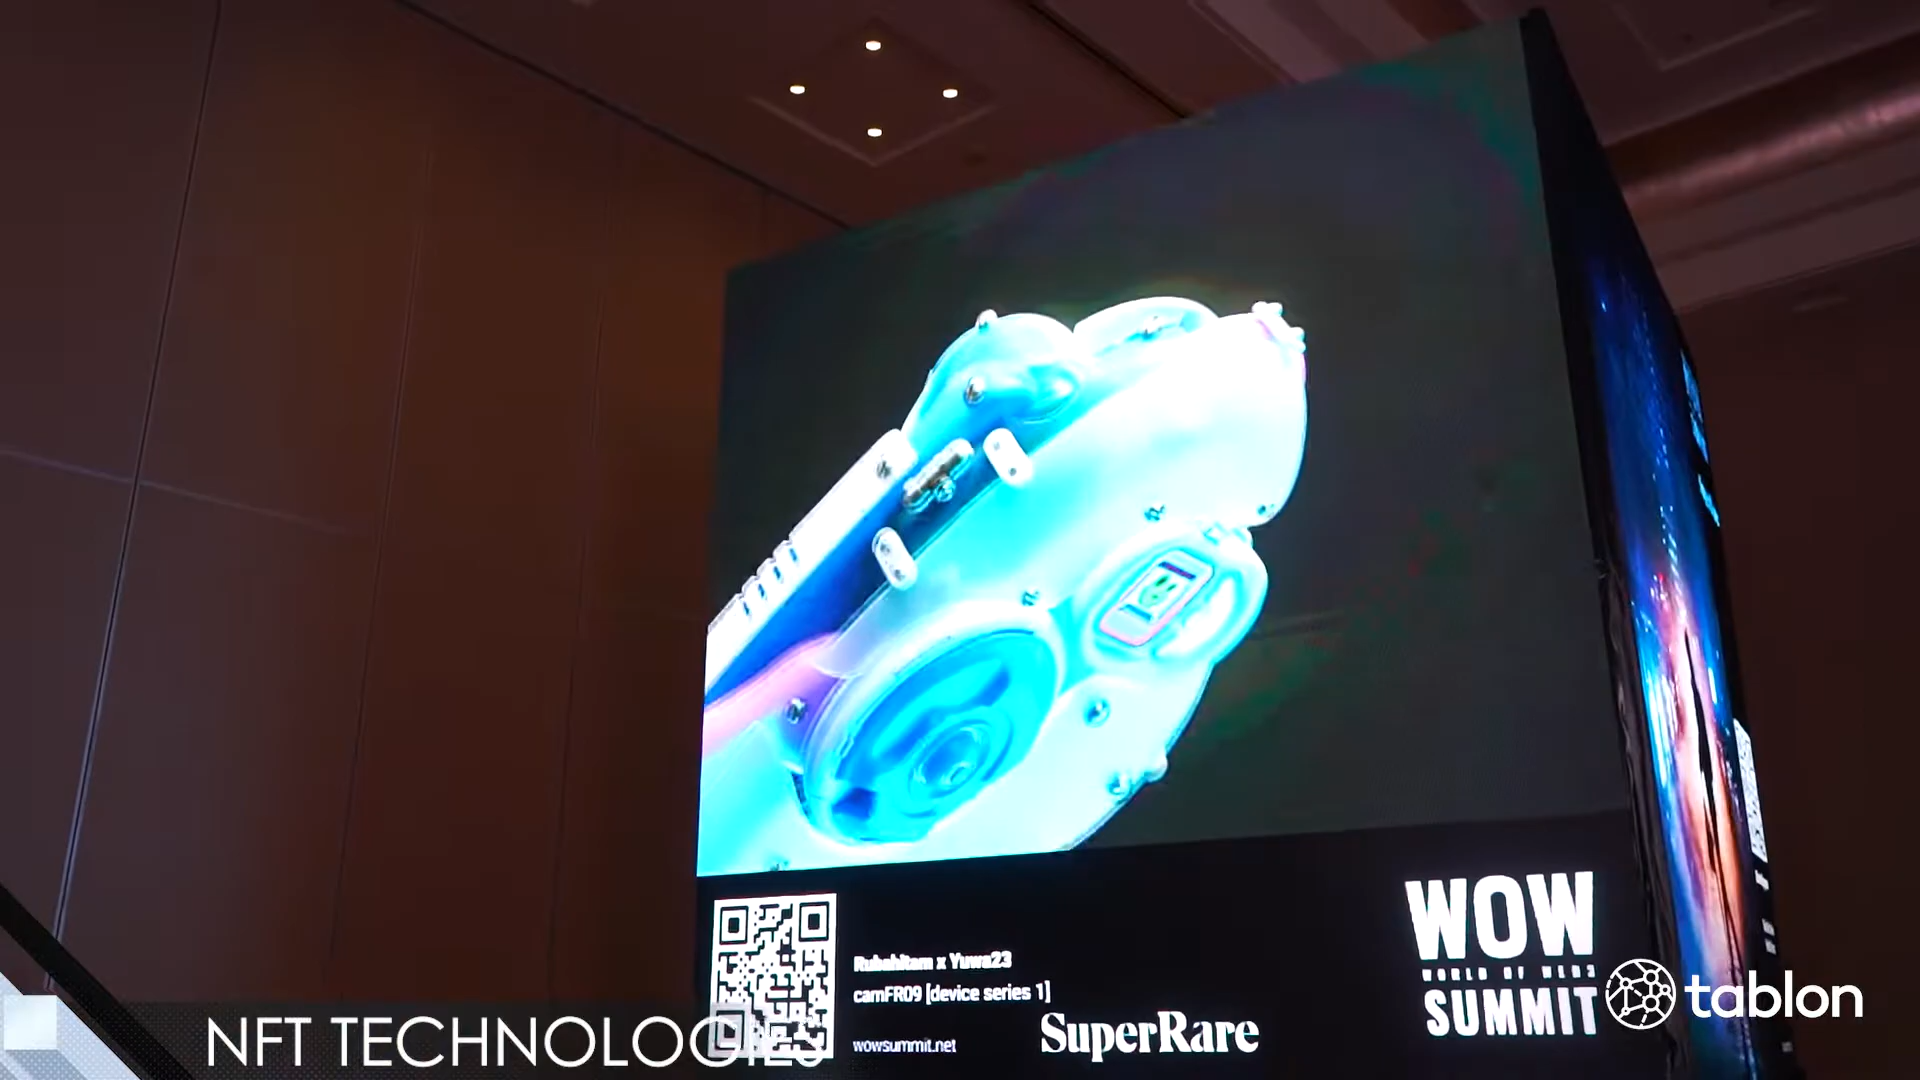 Rubahitam x Yuwa23
camFR09 [device series 1]
wowsummit.net
SuperRare
WOW
WORLD OF WEB3
SUMMIT
tablon
NFT TECHNOLOGIES